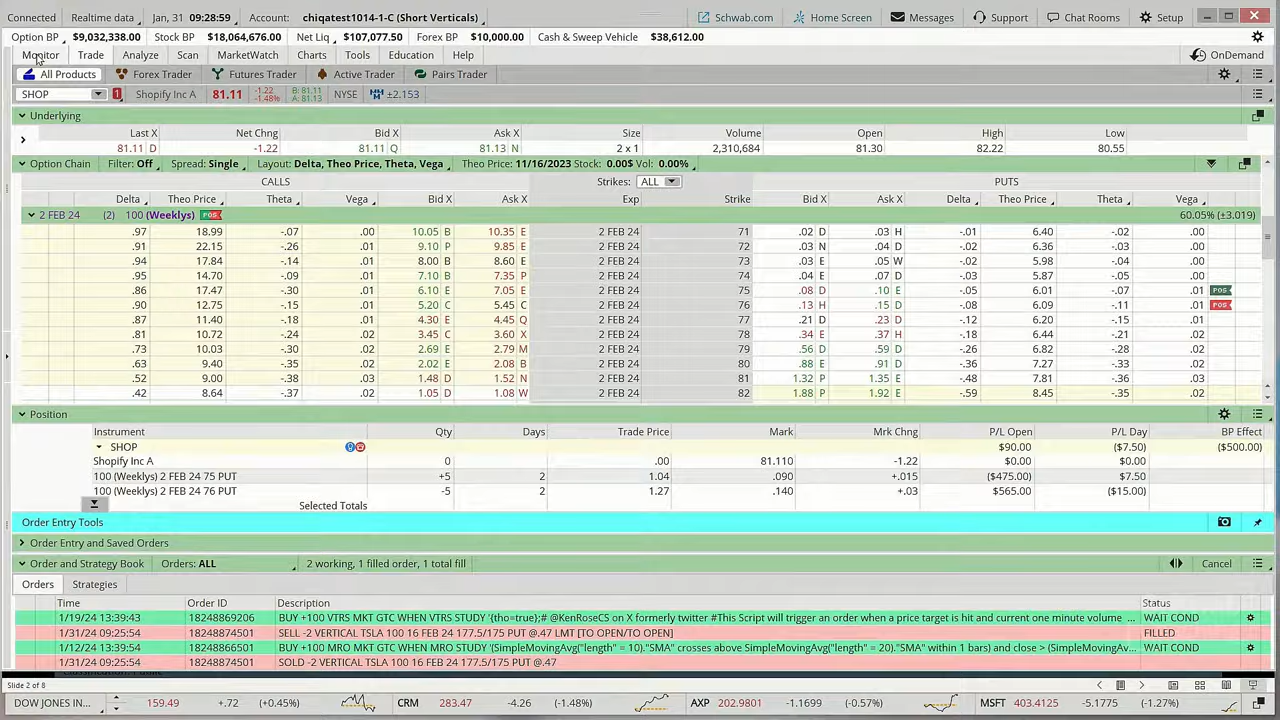 Connected Realtime data Jan, 31 09:28:59 Account: chiqatest1014-1-C (Short Verticals) Schwab.com Home Screen Messages Support Chat Rooms Setup
Option BP $9,032,338.00 Stock BP $18,064,676.00 Net Liq $107,077.50 Forex BP $10,000.00 Cash & Sweep Vehicle $38,612.00
Monitor Trade Analyze Scan MarketWatch Charts Tools Education Help OnDemand
All Products Forex Trader Futures Trader Active Trader Pairs Trader
SHOP 1 Shopify Inc A 81.11 -1.22 -1.48% B: 81.11 A: 81.13 NYSE ±2.153
Underlying
Last X Net Chng Bid X Ask X Size Volume Open High Low
81.11 D -1.22 81.11 Q 81.13 N 2 x 1 2,310,684 81.30 82.22 80.55
Option Chain Filter: Off Spread: Single Layout: Delta, Theo Price, Theta, Vega Theo Price: 11/16/2023 Stock: 0.00$ Vol: 0.00%
CALLS Strikes: ALL PUTS
Delta Theo Price Theta Vega Bid X Ask X Exp Strike Bid X Ask X Delta Theo Price Theta Vega
2 FEB 24 (2) 100 (Weeklys) POS 60.05% (±3.019)
.97 18.99 -.07 .00 10.05 B 10.35 E 2 FEB 24 71 .02 D .03 H -.01 6.40 -.02 .00
.91 22.15 -.26 .01 9.10 P 9.85 E 2 FEB 24 72 .03 N .04 D -.02 6.36 -.03 .00
.94 17.84 -.14 .01 8.00 B 8.60 E 2 FEB 24 73 .03 E .05 W -.02 5.98 -.04 .00
.95 14.70 -.09 .01 7.10 E 7.35 P 2 FEB 24 74 .04 E .07 D -.03 5.87 -.05 .00
.86 17.47 -.30 .01 6.10 E 7.05 E 2 FEB 24 75 .08 D .10 E -.05 6.01 -.07 .01 POS
.90 12.75 -.15 .01 5.20 C 5.45 C 2 FEB 24 76 .13 H .15 D -.08 6.09 -.11 .01 POS
.87 11.40 -.18 .01 4.30 E 4.45 Q 2 FEB 24 77 .21 D .23 D -.12 6.20 -.15 .01
.81 10.72 -.24 .02 3.45 C 3.60 X 2 FEB 24 78 .34 E .37 H -.18 6.44 -.21 .02
.73 10.03 -.30 .02 2.69 E 2.79 M 2 FEB 24 79 .56 D .59 D -.26 6.82 -.28 .02
.63 9.40 -.35 .02 2.02 E 2.08 B 2 FEB 24 80 .88 E .91 D -.36 7.27 -.33 .02
.52 9.00 -.38 .03 1.48 D 1.52 N 2 FEB 24 81 1.32 P 1.35 E -.48 7.81 -.36 .03
.42 8.64 -.37 .02 1.05 D 1.08 W 2 FEB 24 82 1.88 P 1.92 E -.59 8.45 -.35 .02
Position
Instrument Qty Days Trade Price Mark Mrk Chng P/L Open P/L Day BP Effect
SHOP $90.00 ($7.50) ($500.00)
Shopify Inc A 0 .00 81.110 -1.22 $0.00 $0.00
100 (Weeklys) 2 FEB 24 75 PUT +5 2 1.04 .090 +.015 ($475.00) $7.50
100 (Weeklys) 2 FEB 24 76 PUT -5 2 1.27 .140 +.03 $565.00 ($15.00)
Selected Totals
Order Entry Tools
Order Entry and Saved Orders
Order and Strategy Book Orders: ALL 2 working, 1 filled order, 1 total fill Cancel
Orders Strategies
Time Order ID Description Status
1/19/24 13:39:43 18248869206 BUY +100 VTRS MKT GTC WHEN VTRS STUDY '{tho=true};# @KenRoseCS on X formerly twitter #This Script will trigger an order when a price target is hit and current one minute volume ... WAIT COND
1/31/24 09:25:54 18248874501 SELL -2 VERTICAL TSLA 100 16 FEB 24 177.5/175 PUT @.47 LMT [TO OPEN/TO OPEN] FILLED
1/12/24 13:39:44 18248866501 BUY +100 MRO MKT GTC WHEN MRO STUDY '(SimpleMovingAvg("length" = 10)."SMA" crosses above SimpleMovingAvg("length" = 20)."SMA" within 1 bars) and close > (SimpleMovingAv... WAIT COND
1/31/24 09:25:54 18248874501 SOLD -2 VERTICAL TSLA 100 16 FEB 24 177.5/175 PUT @.47
Slide 2 of 8
DOW JONES IN... 159.49 +.72 (+0.45%) CRM 283.47 -4.26 48%) AXP 202.9801 -1.1699 (-0.57%) MSFT 403.4125 -5.1775 (-1.27%)